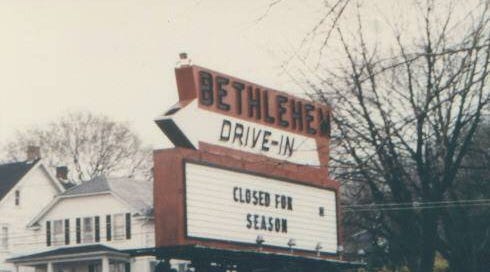 BETHLEHEM
DRIVE-IN
CLOSED FOR
SEASON